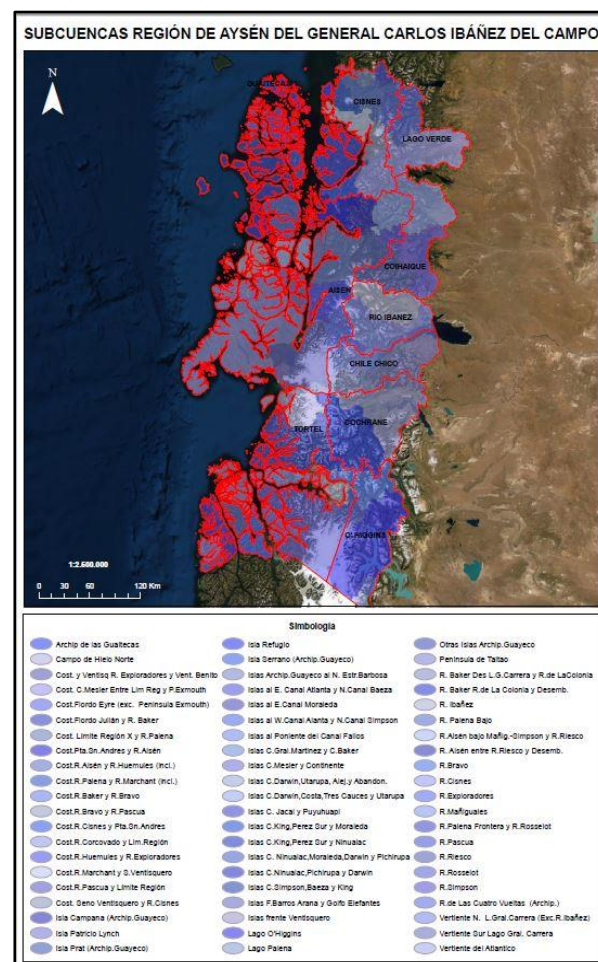 SUBCUENCAS REGIÓN DE AYSÉN DEL GENERAL CARLOS IBÁÑEZ DEL CAMPO
N
GUAITECAS
CISNES
LAGO VERDE
COIHAIQUE
AISEN
RIO IBAÑEZ
CHILE CHICO
TORTEL
COCHRANE
O'HIGGINS
1:2.500.000
0 30 60 120 Km
Simbología
Archip de las Guaitecas
Campo de Hielo Norte
Cost. y Ventisq R. Exploradores y Vent. Benito
Cost. C.Mesier Entre Lim Reg y P.Exmouth
Cost.Fiordo Eyre (exc. Península Exmouth)
Cost.Fiordo Julián y R. Baker
Cost. Límite Región X y R.Palena
Cost.Pta.Sn.Andres y R.Aisén
Cost.R.Aisén y R.Huemules (incl.)
Cost.R.Palena y R.Marchant (Incl.)
Cost.R.Baker y R.Bravo
Cost.R.Bravo y R.Pascua
Cost.R.Cisnes y Pta.Sn.Andres
Cost.R.Corcovado y Lim.Región
Cost.R.Huemules y R.Exploradores
Cost.R.Marchant y S.Ventisquero
Cost.R.Pascua y Límite Región
Cost. Seno Ventisquero y R.Cisnes
Isla Campana (Archip.Guayeco)
Isla Patricio Lynch
Isla Prat (Archip.Guayeco)
Isla Refugio
Isla Serrano (Archip.Guayeco)
Islas Archip.Guayeco al N. Estr.Barbosa
Islas al E. Canal Atlanta y N.Canal Baeza
Islas al E.Canal Moraleda
Islas al W.Canal Alanta y N.Canal Simpson
Islas al Poniente del Canal Fallos
Islas C.Gral.Martinez y C.Baker
Islas C.Mesier y Continente
Islas C.Darwin,Utarupa, Alej.y Abandon.
Islas C.Darwin,Costa,Tres Cauces y Utarupa
Islas C. Jacaf y Puyuhuapi
Islas C.King,Perez Sur y Moraleda
Islas C.King,Perez Sur y Ninualac
Islas C. Ninualac,Moraleda,Darwin y Pichirupa
Islas C.Ninualac,Pichirupa y Darwin
Islas C.Simpson,Baeza y King
Islas F.Barros Arana y Golfo Elefantes
Islas frente Ventisquero
Lago O'Higgins
Lago Palena
Otras Islas Archip.Guayeco
Península de Taitao
R. Baker Des L.G.Carrera y R.de LaColonia
R. Baker R.de La Colonia y Desemb.
R. Ibañez
R. Palena Bajo
R.Aisén bajo Mañig.-Simpson y R.Riesco
R. Aisén entre R.Riesco y Desemb.
R.Bravo
R.Cisnes
R.Exploradores
R.Mañiguales
R.Palena Frontera y R.Rosselot
R.Pascua
R.Riesco
R.Rosselot
R.Simpson
R.de Las Cuatro Vueltas (Archip.)
Vertiente N. L.Gral.Carrera (Exc.R.Ibañez)
Vertiente Sur Lago Gral. Carrera
Vertiente del Atlantico